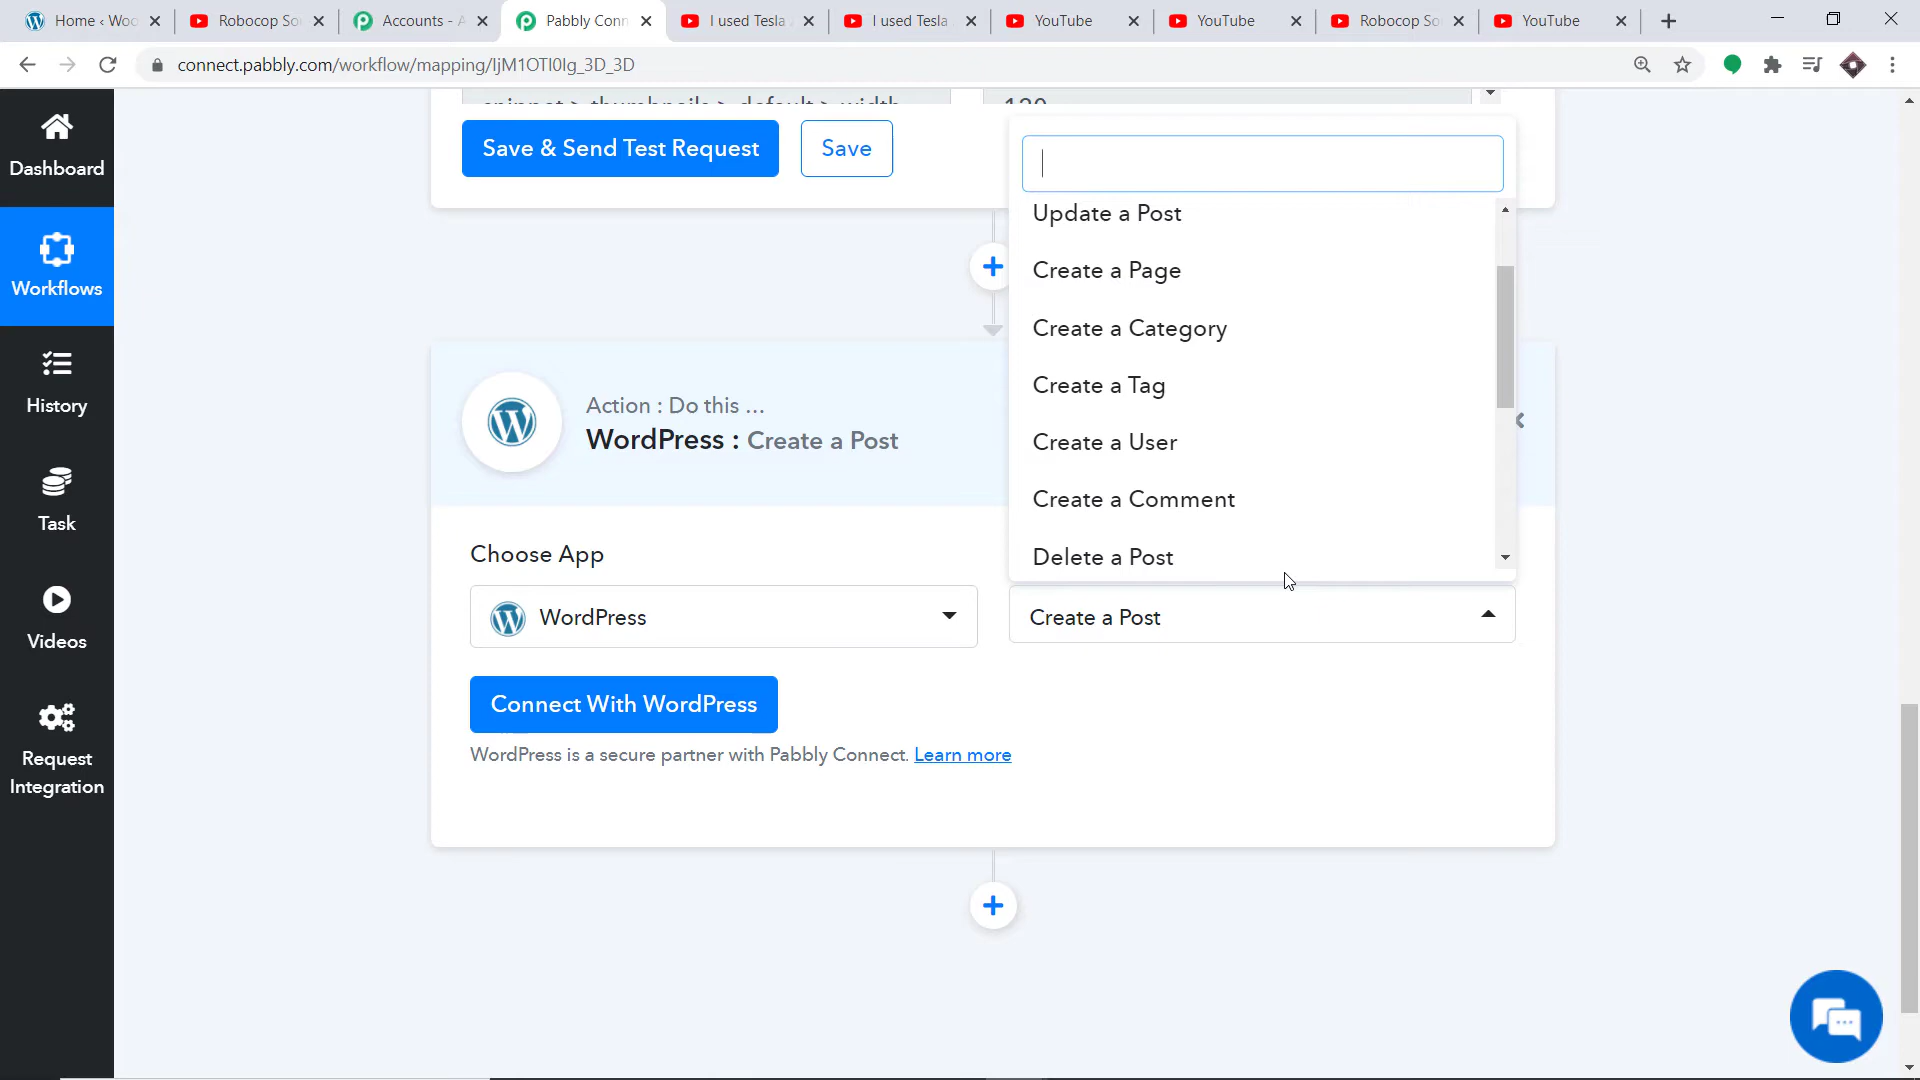 Home ‹ Woo
Robocop So
Accounts - A
Pabbly Conn
I used Tesla
I used Tesla
YouTube
YouTube
Robocop So
YouTube
connect.pabbly.com/workflow/mapping/IjM1OTI0Ig_3D_3D
Dashboard
Workflows
History
Task
Videos
Request
Integration
snippet > thumbnails > default > width
120
Save & Send Test Request
Save
Update a Post
Create a Page
Create a Category
Create a Tag
Create a User
Create a Comment
Delete a Post
Action : Do this ...
WordPress : Create a Post
Choose App
WordPress
Create a Post
Connect With WordPress
WordPress is a secure partner with Pabbly Connect. Learn more